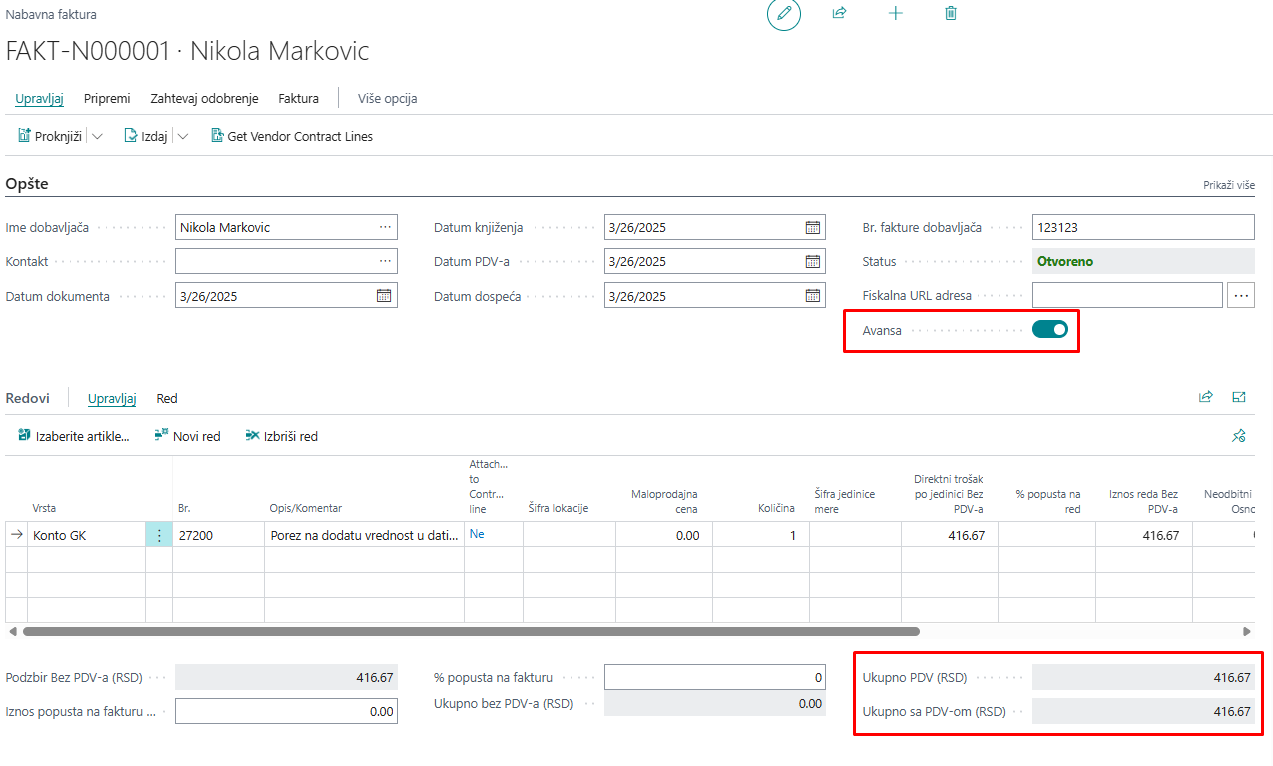 Nabavna faktura
FAKT-N000001 · Nikola Markovic
Upravljaj Pripremi Zahtevaj odobrenje Faktura Više opcija
Proknjiži Izdaj Get Vendor Contract Lines
Opšte Prikaži više
Ime dobavljača Nikola Markovic ...
Datum knjiženja 3/26/2025
Br. fakture dobavljača 123123
Kontakt ...
Datum PDV-a 3/26/2025
Status Otvoreno
Datum dokumenta 3/26/2025
Datum dospeća 3/26/2025
Fiskalna URL adresa ...
Avansa
Redovi Upravljaj Red
Izaberite artikle... Novi red Izbriši red
Vrsta
Br.
Opis/Komentar
Attach...
to
Contr...
line
Šifra lokacije
Maloprodajna
cena
Količina
Šifra jedinice
mere
Direktni trošak
po jedinici Bez
PDV-a
% popusta na
red
Iznos reda Bez
PDV-a
Neodbitni
Osno
Konto GK 27200 Porez na dodatu vrednost u dati... Ne 0.00 1 416.67 416.67
Podzbir Bez PDV-a (RSD) 416.67
% popusta na fakturu 0
Ukupno PDV (RSD) 416.67
Iznos popusta na fakturu ... 0.00
Ukupno bez PDV-a (RSD) 0.00
Ukupno sa PDV-om (RSD) 416.67